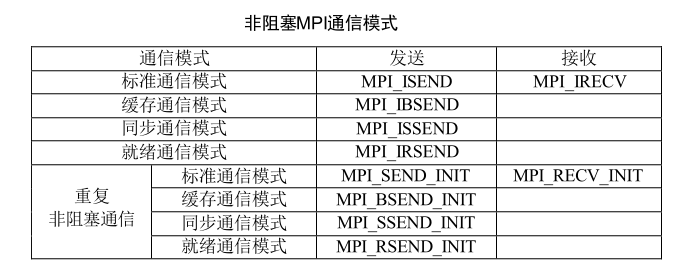 非阻塞MPI通信模式
通信模式 发送 接收
标准通信模式 MPI_ISEND MPI_IRECV
缓存通信模式 MPI_IBSEND
同步通信模式 MPI_ISSEND
就绪通信模式 MPI_IRSEND
重复
非阻塞通信
标准通信模式 MPI_SEND_INIT MPI_RECV_INIT
缓存通信模式 MPI_BSEND_INIT
同步通信模式 MPI_SSEND_INIT
就绪通信模式 MPI_RSEND_INIT